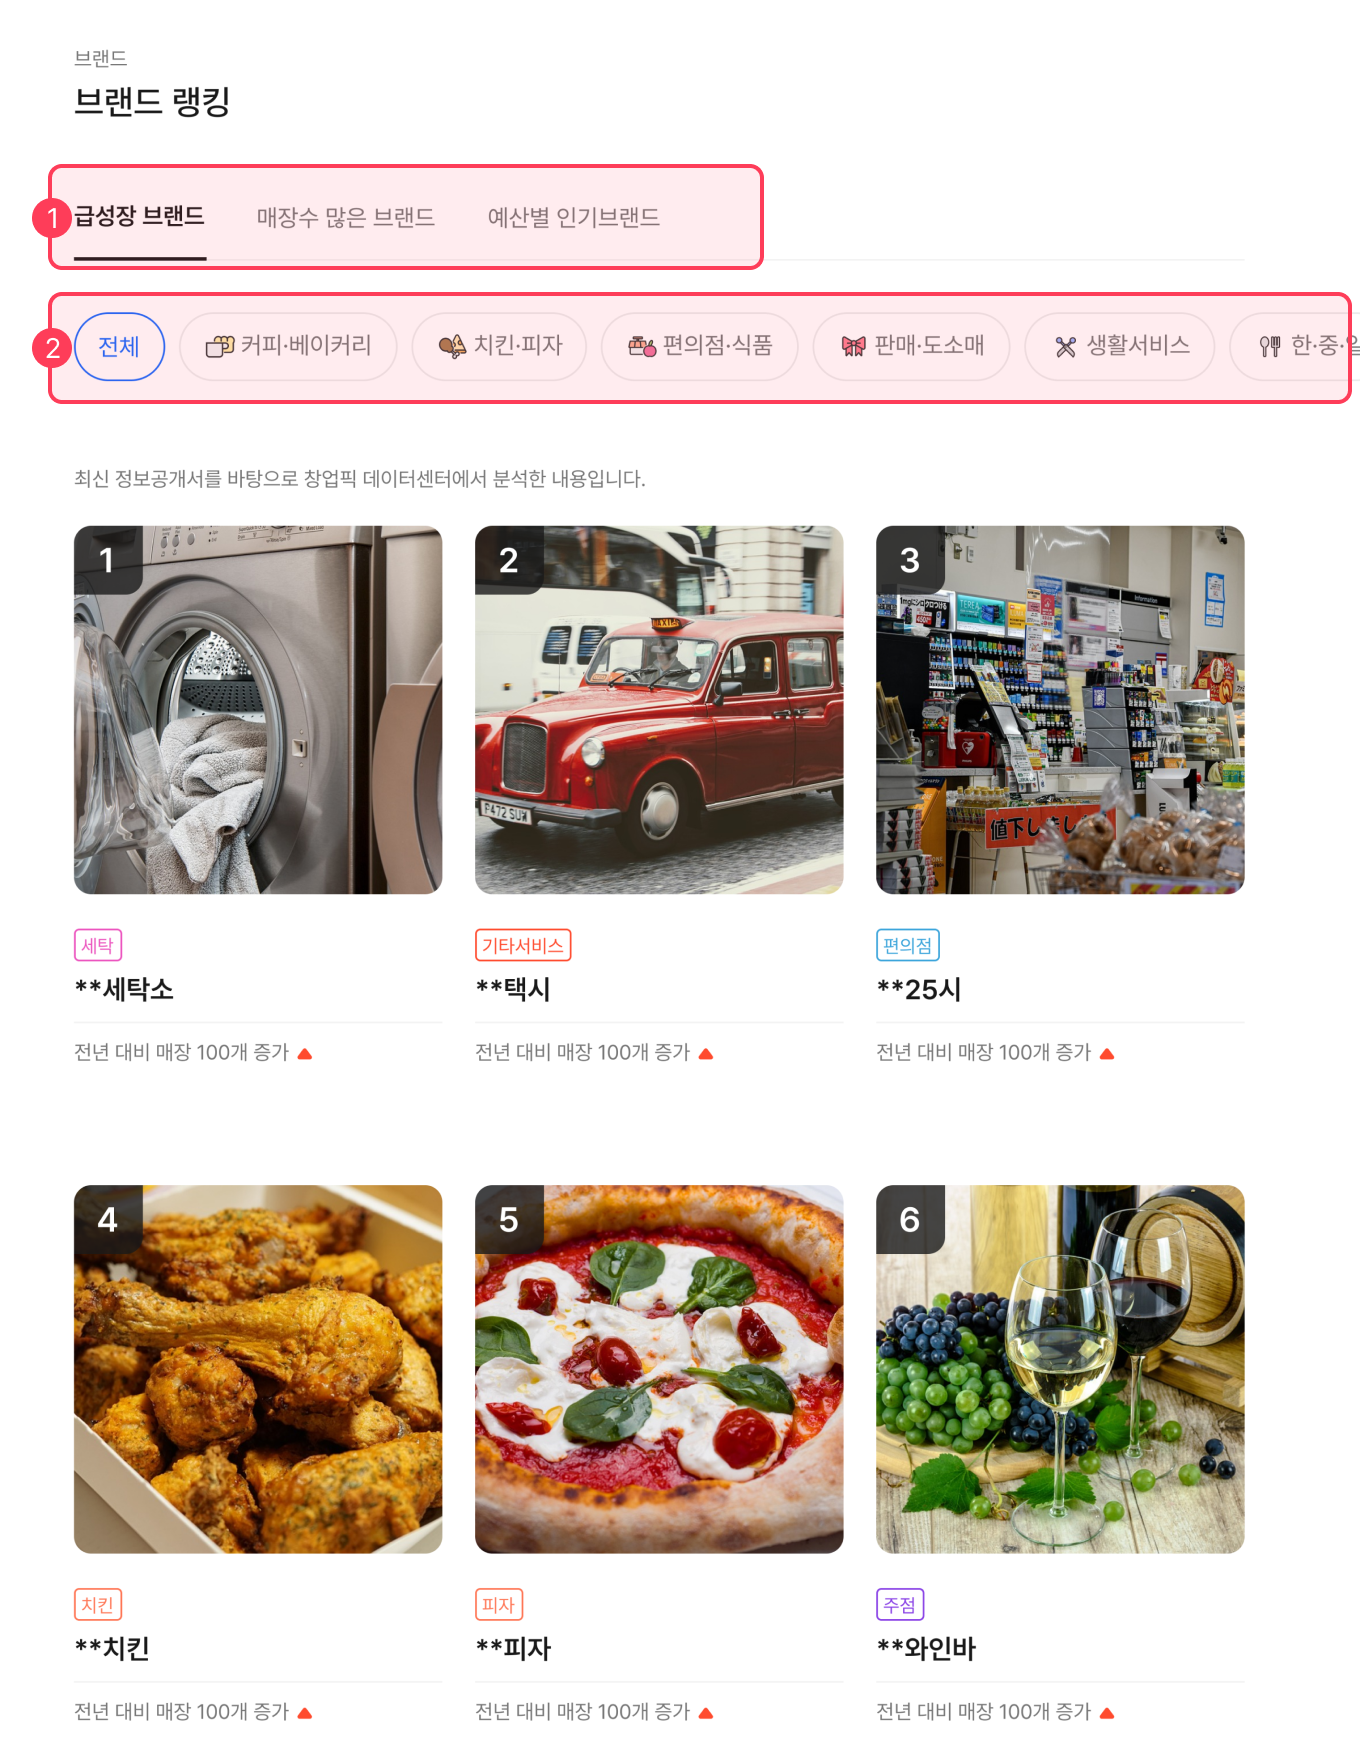 브랜드
브랜드 랭킹
1 급성장 브랜드 매장수 많은 브랜드 예산별 인기브랜드
2 전체 커피·베이커리 치킨·피자 편의점·식품 판매·도소매 생활서비스 한·중·일
최신 정보공개서를 바탕으로 창업픽 데이터센터에서 분석한 내용입니다.
1 2 3
TAXI
F472 SUW
TEREA
Information
Information
値下しました
세탁 기타서비스 편의점
**세탁소 **택시 **25시
전년 대비 매장 100개 증가 ▲ 전년 대비 매장 100개 증가 ▲ 전년 대비 매장 100개 증가 ▲
4 5 6
치킨 피자 주점
**치킨 **피자 **와인바
전년 대비 매장 100개 증가 ▲ 전년 대비 매장 100개 증가 ▲ 전년 대비 매장 100개 증가 ▲